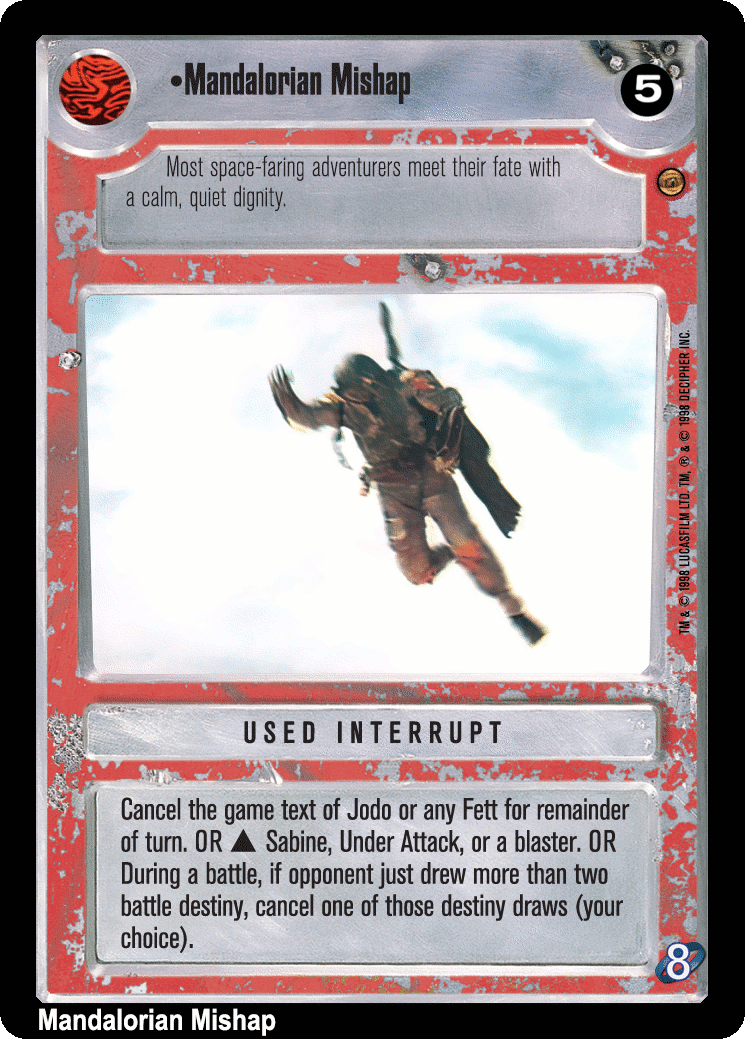 •Mandalorian Mishap
5
Most space-faring adventurers meet their fate with
a calm, quiet dignity.
TM & © 1998 LUCASFILM LTD. TM, ® & © 1998 DECIPHER INC.
USED INTERRUPT
Cancel the game text of Jodo or any Fett for remainder
of turn. OR ▲ Sabine, Under Attack, or a blaster. OR
During a battle, if opponent just drew more than two
battle destiny, cancel one of those destiny draws (your
choice).
8
Mandalorian Mishap